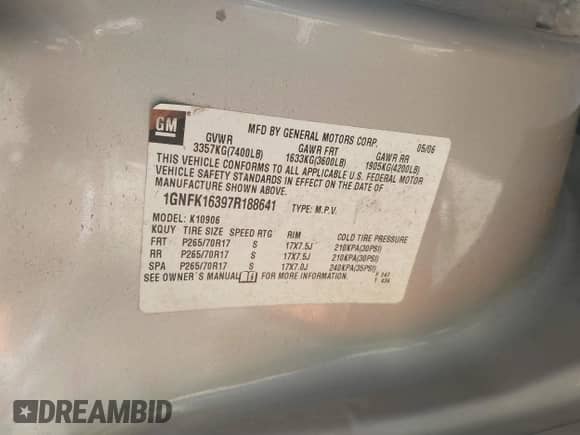 GM
MFD BY GENERAL MOTORS CORP. 05/06
GVWR GAWR FRT GAWR RR
3357KG(7400LB) 1633KG(3600LB) 1905KG(4200LB)
THIS VEHICLE CONFORMS TO ALL APPLICABLE U.S. FEDERAL MOTOR
VEHICLE SAFETY STANDARDS IN EFFECT ON THE DATE OF
MANUFACTURE SHOWN ABOVE.
1GNFK16397R188641 TYPE: M.P.V.
MODEL: K10906
KQUY TIRE SIZE SPEED RTG RIM COLD TIRE PRESSURE
FRT P265/70R17 S 17X7.5J 210KPA(30PSI)
RR P265/70R17 S 17X7.5J 210KPA(30PSI)
SPA P265/70R17 S 17X7.0J 240KPA(35PSI)
SEE OWNER'S MANUAL FOR MORE INFORMATION.
DREAMBID